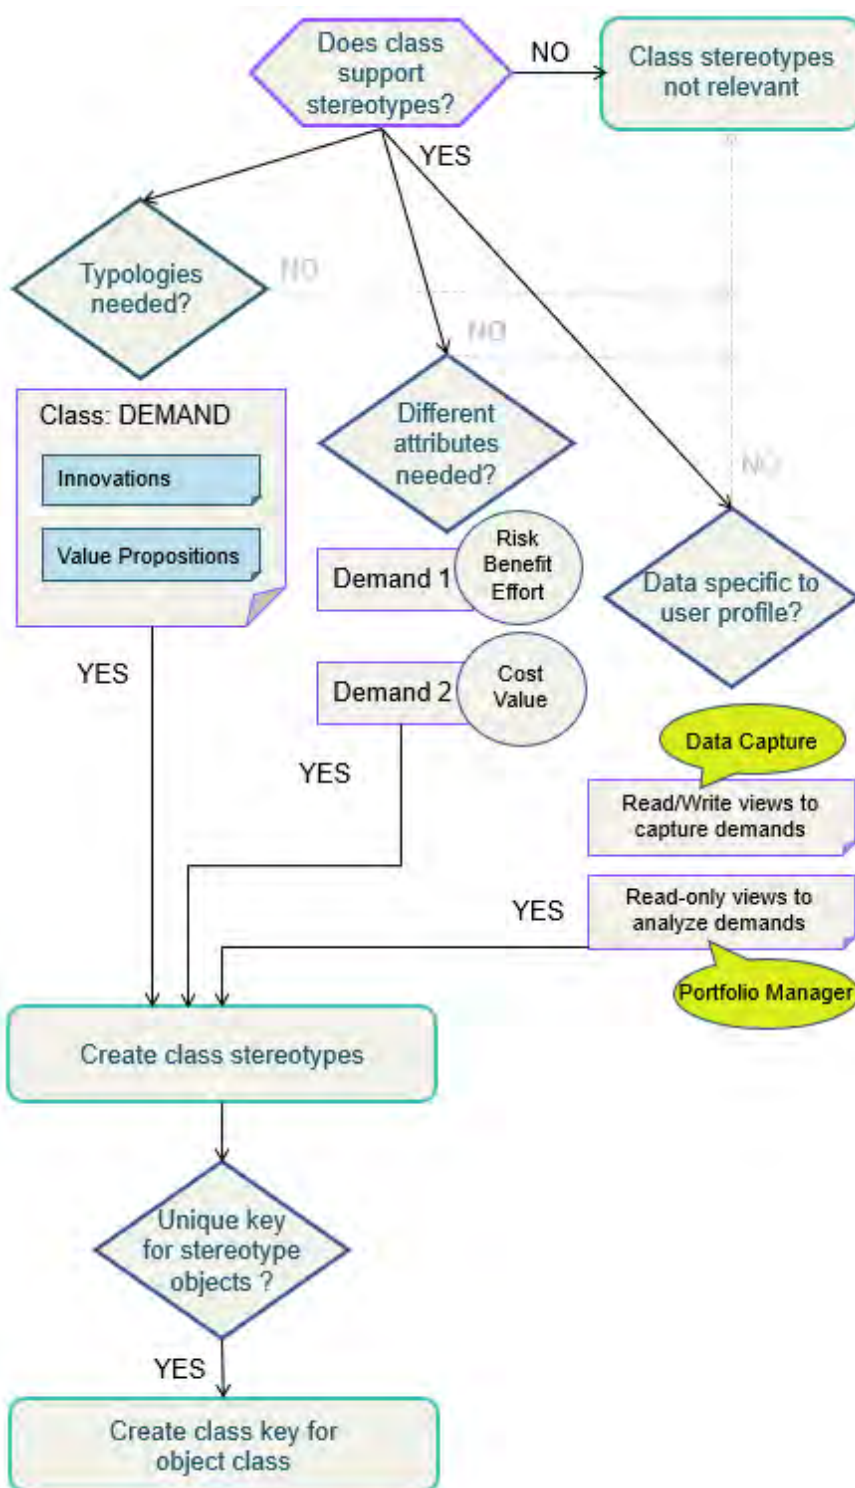 Does class
support
stereotypes?
NO
Class stereotypes
not relevant
YES
Typologies
needed?
NO
NO
Class: DEMAND
Innovations
Value Propositions
Different
attributes
needed?
NO
Risk
Benefit
Effort
Demand 1
Data specific to
user profile?
YES
Cost
Value
Demand 2
YES
Data Capture
Read/Write views to
capture demands
YES
Read-only views to
analyze demands
Portfolio Manager
Create class stereotypes
Unique key
for stereotype
objects ?
YES
Create class key for
object class